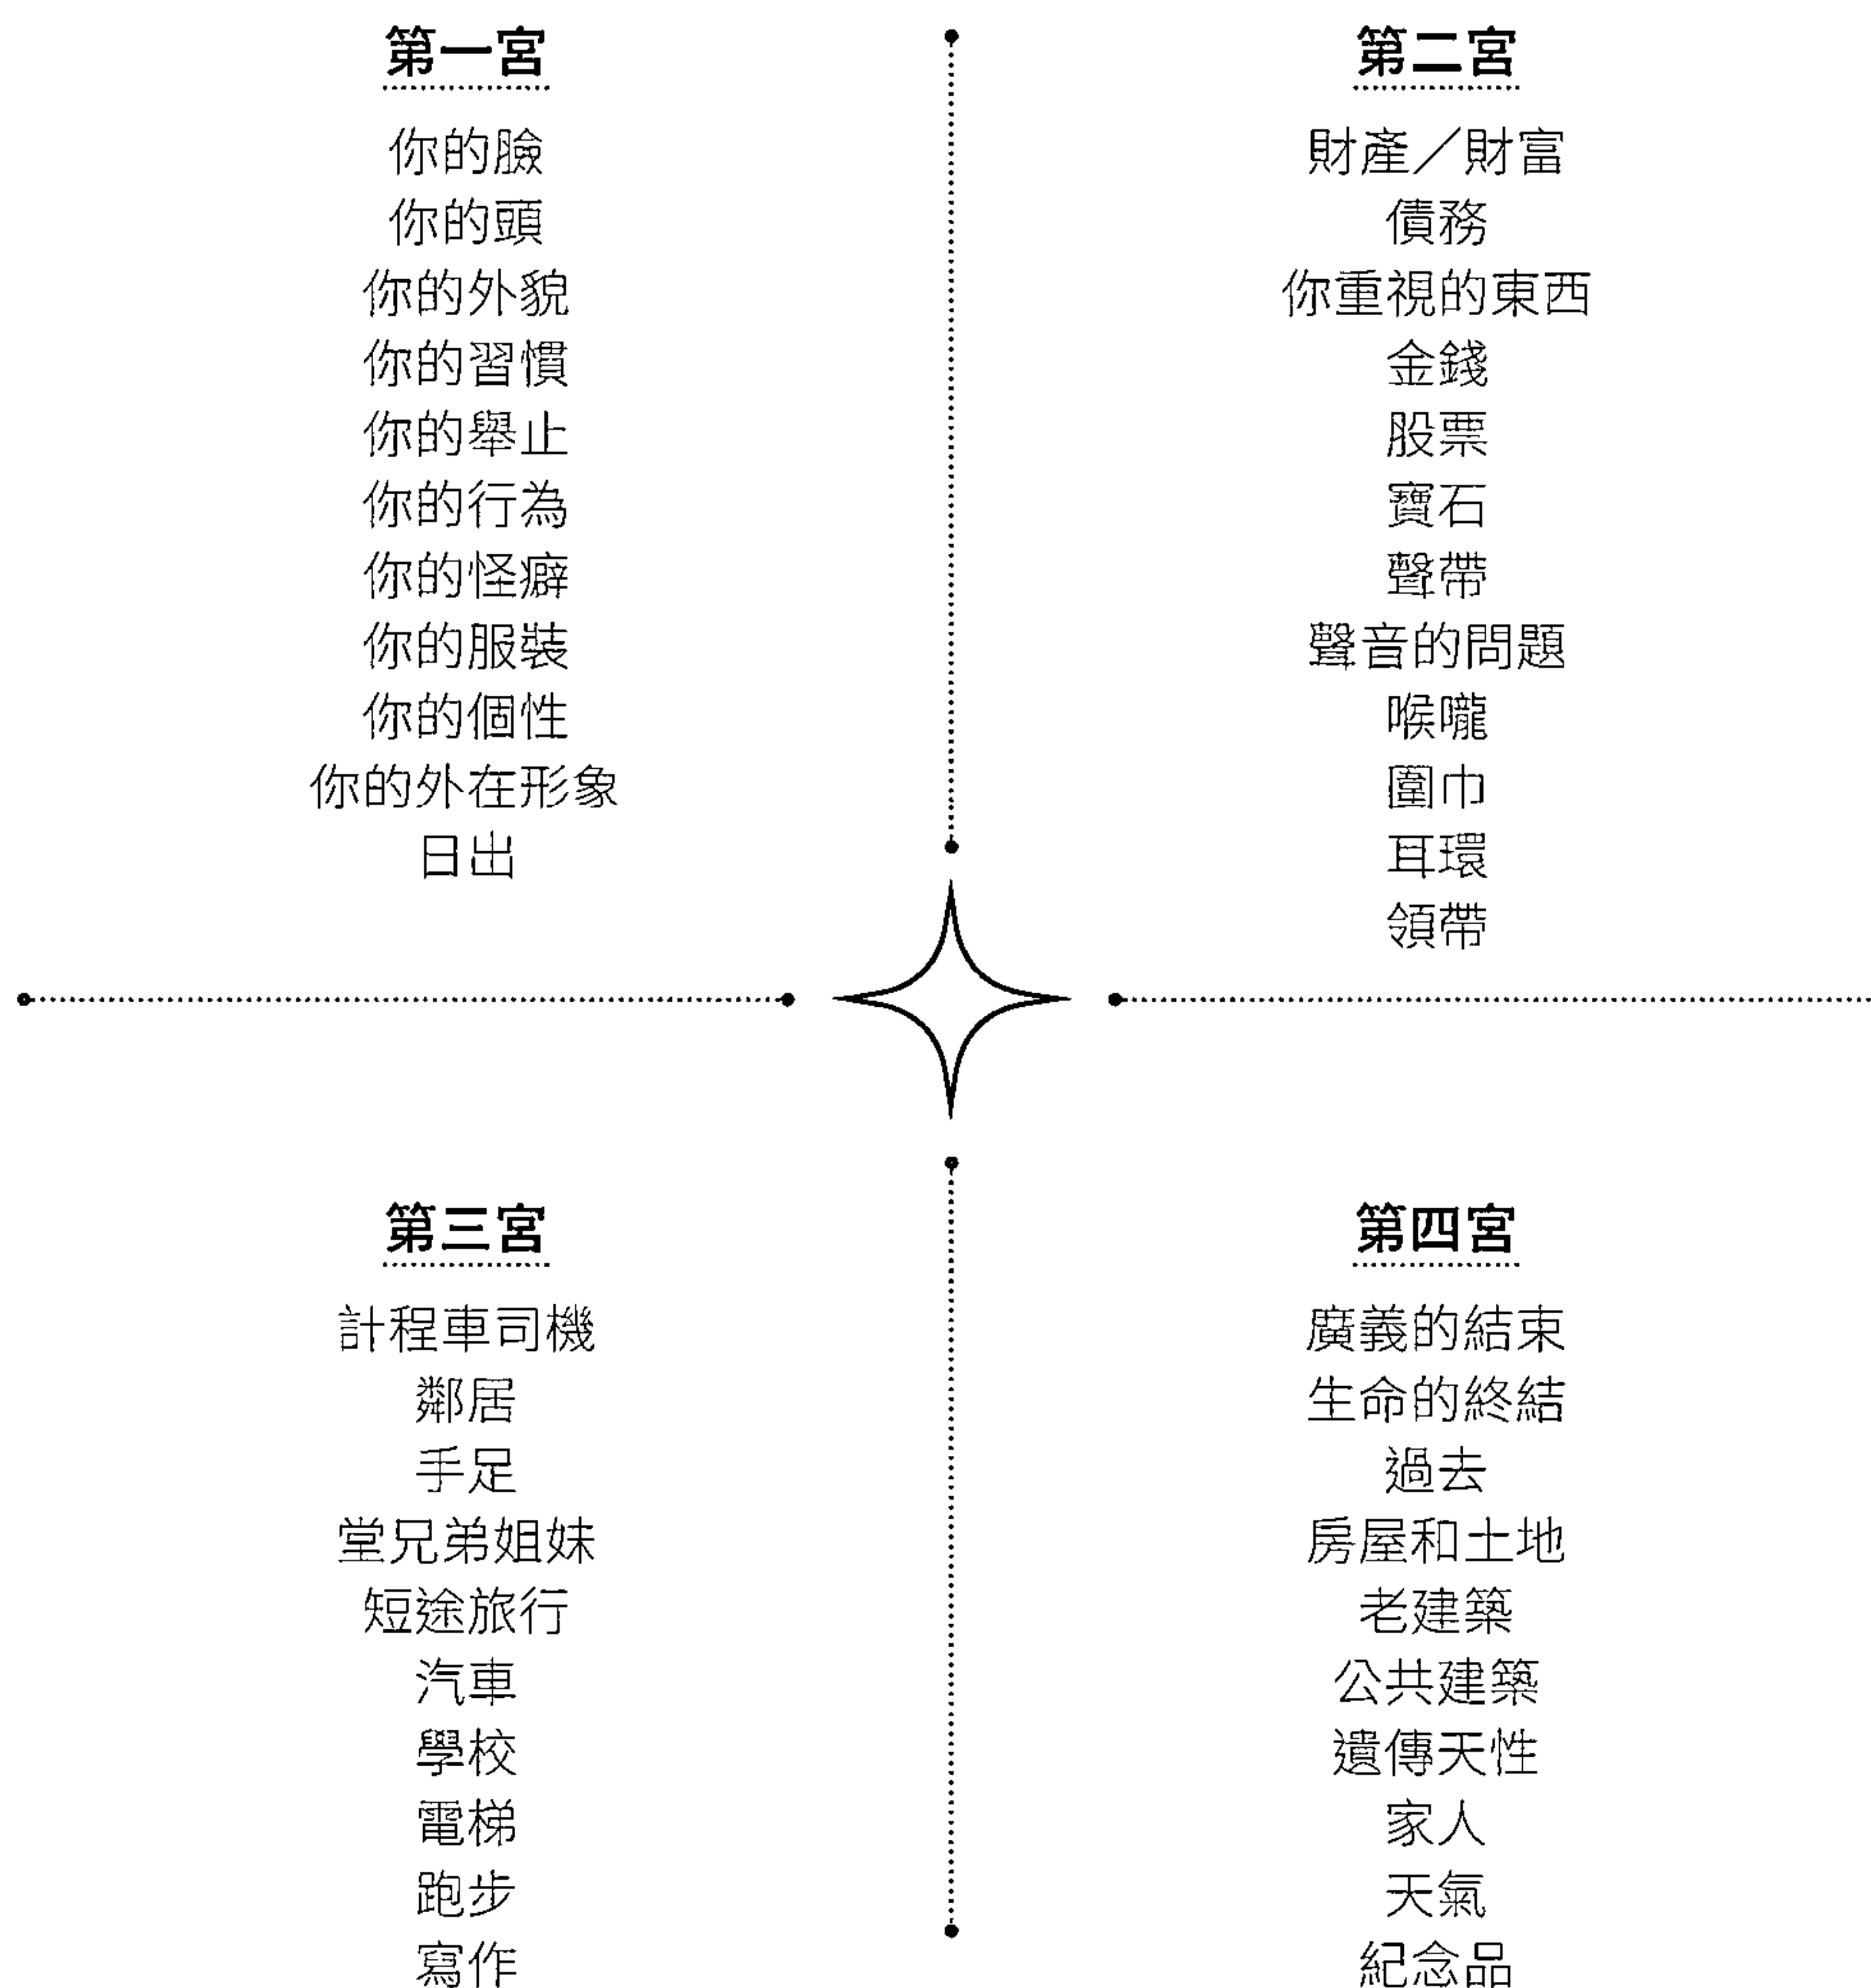 第一宮
你的臉
你的頭
你的外貌
你的習慣
你的舉止
你的行為
你的怪癖
你的服裝
你的個性
你的外在形象
日出
第二宮
財產／財富
債務
你重視的東西
金錢
股票
寶石
聲帶
聲音的問題
喉嚨
圍巾
耳環
領帶
第三宮
計程車司機
鄰居
手足
堂兄弟姐妹
短途旅行
汽車
學校
電梯
跑步
寫作
第四宮
廣義的結束
生命的終結
過去
房屋和土地
老建築
公共建築
遺傳天性
家人
天氣
紀念品